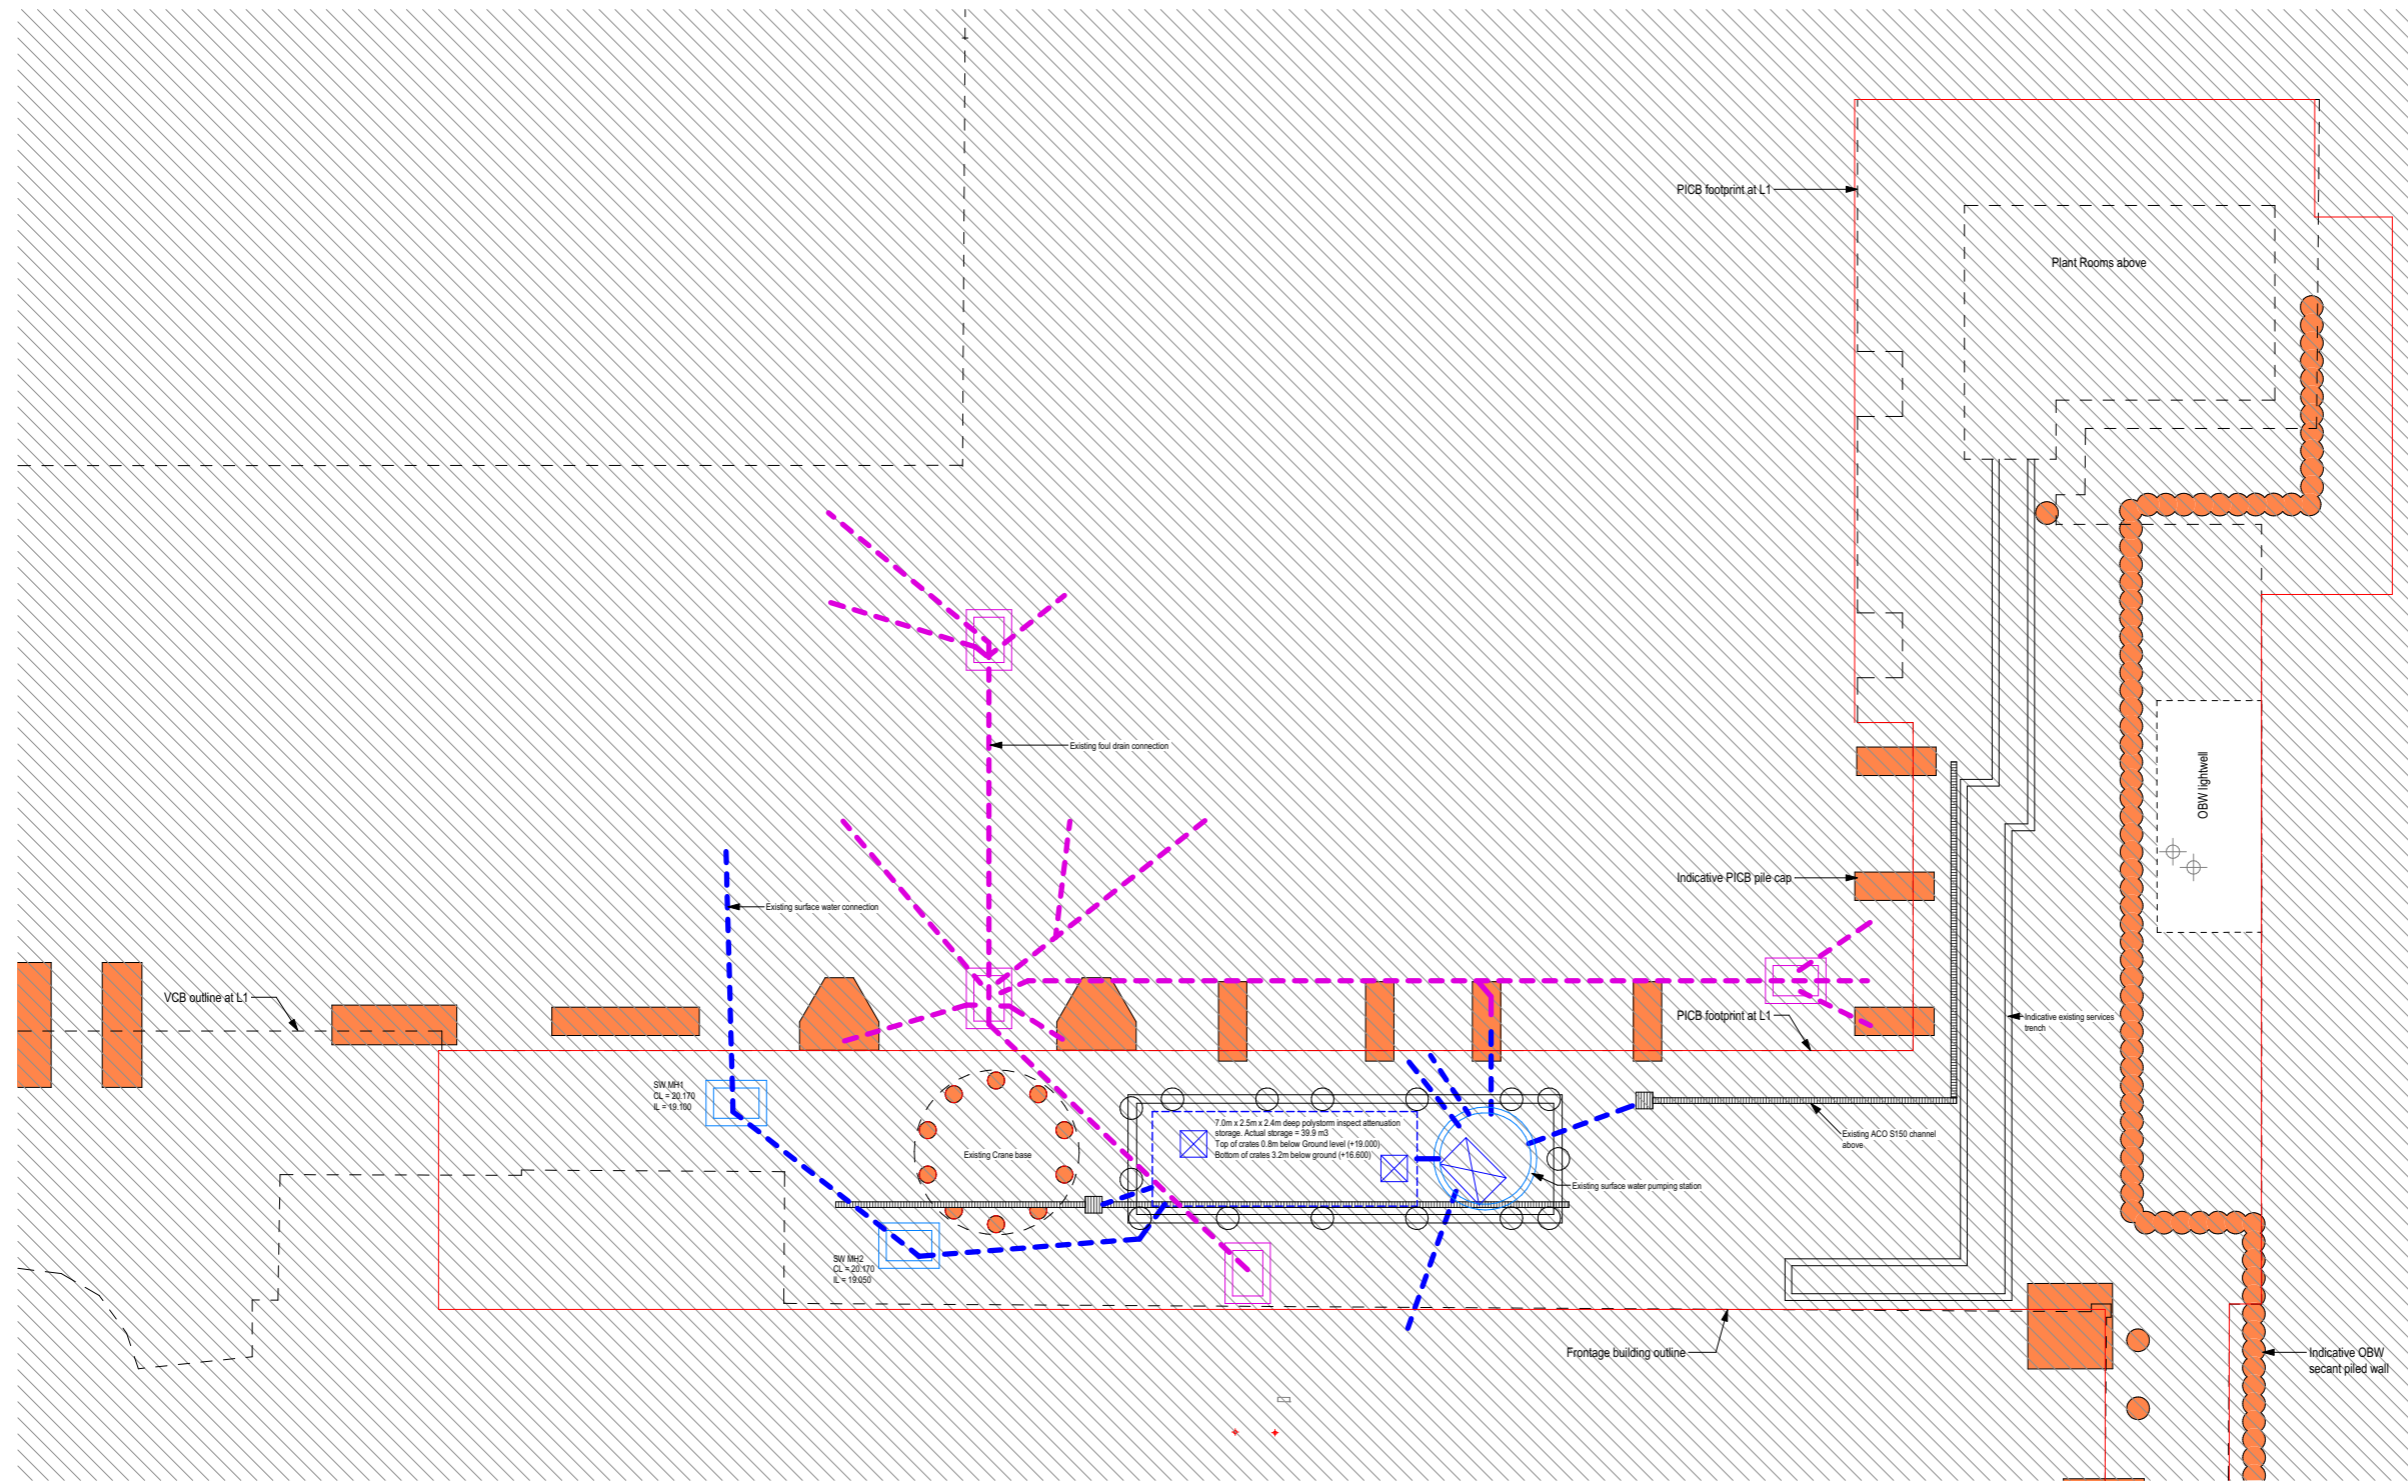 PICB footprint at L1
Plant Rooms above
Existing foul drain connection
OBW lightwell
Indicative PICB pile cap
Existing surface water connection
VCB outline at L1
PICB footprint at L1
Indicative existing services
trench
SW MH1
CL = 20.170
IL = 19.100
7.0m x 2.5m x 2.4m deep polystorm inspect attenuation
storage. Actual storage = 39.9 m3
Top of crates 0.8m below Ground level (+19.000)
Bottom of crates 3.2m below ground (+16.600)
Existing ACO S150 channel
above
Existing Crane base
Existing surface water pumping station
SW MH2
CL = 20.170
IL = 19.050
Frontage building outline
Indicative OBW
secant piled wall